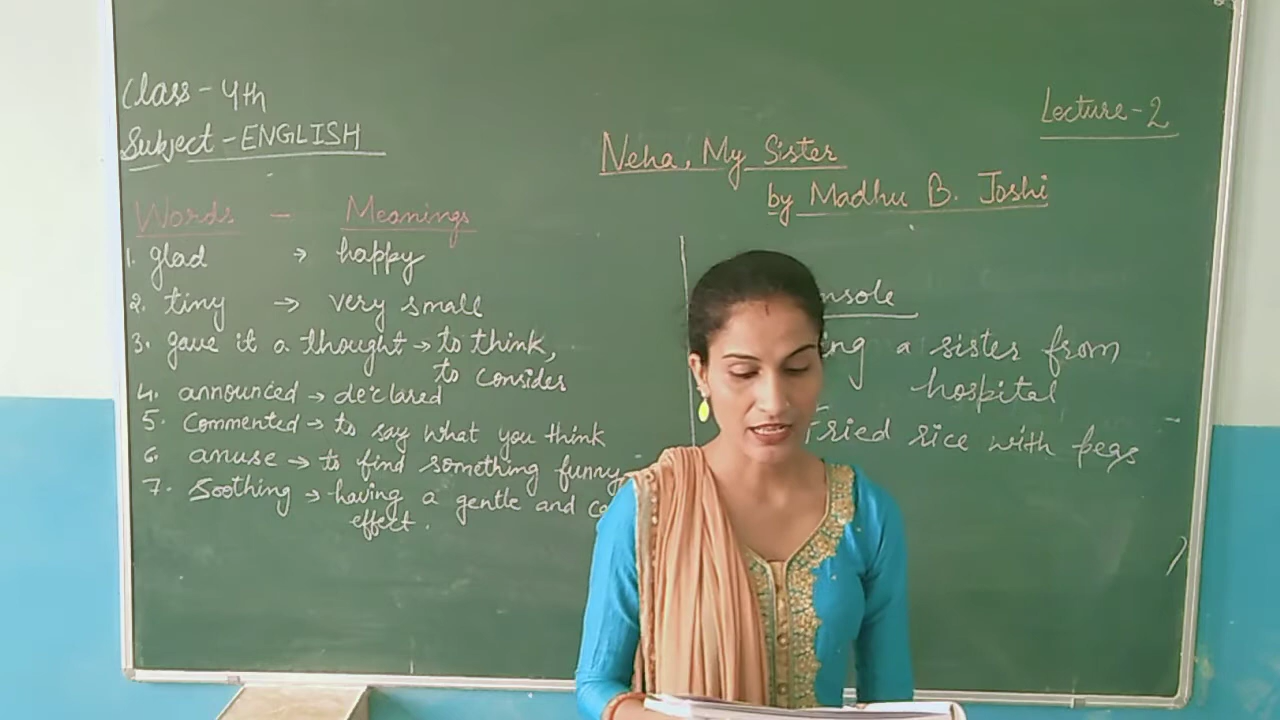 Class - 4th
Subject - ENGLISH
Lecture - 2
Neha, My Sister
by Madhu B. Joshi
Words - Meanings
1. glad → happy
2. tiny → very small
3. gave it a thought → to think,
to consider
4. announced → declared
5. Commented → to say what you think
6. amuse → to find something funny
7. Soothing → having a gentle and
effect.
a sister from
hospital
Fried rice with peas